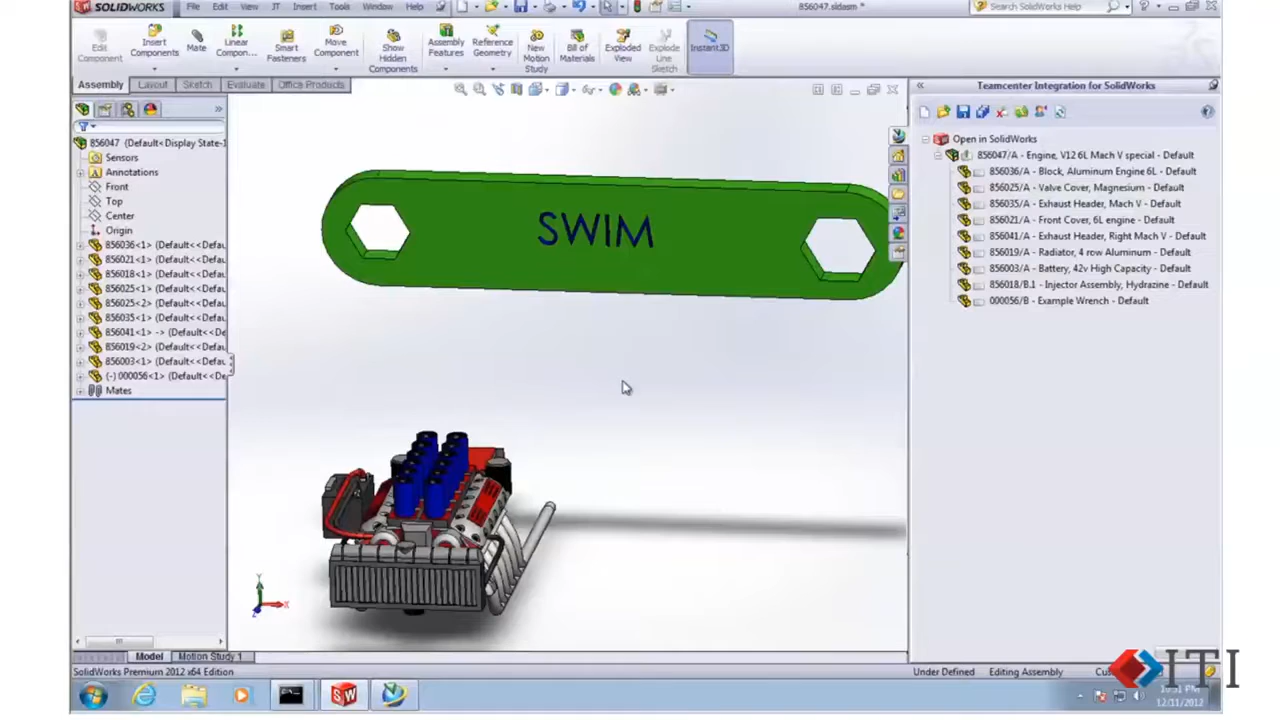 SOLIDWORKS File Edit View JT Insert Tools Window Help 856047.sldasm * Search SolidWorks Help
Edit Component
Insert Components
Mate
Linear Compon...
Smart Fasteners
Move Component
Show Hidden Components
Assembly Features
Reference Geometry
New Motion Study
Bill of Materials
Exploded View
Explode Line Sketch
Instant3D
Assembly Layout Sketch Evaluate Office Products
856047 (Default<Display State-1
Sensors
Annotations
Front
Top
Center
Origin
856036<1> (Default<<Defau
856021<1> (Default<<Defau
856018<1> (Default<<Defau
856025<1> (Default<<Defau
856025<2> (Default<<Defau
856035<1> (Default<<Defau
856041<1> -> (Default<<De
856019<2> (Default<<Defau
856003<1> (Default<<Defau
(-) 000056<1> (Default<<De
Mates
SWIM
Y
X
Z
Teamcenter Integration for SolidWorks
Open in SolidWorks
856047/A - Engine, V12 6L Mach V special - Default
856036/A - Block, Aluminum Engine 6L - Default
856025/A - Valve Cover, Magnesium - Default
856035/A - Exhaust Header, Mach V - Default
856021/A - Front Cover, 6L engine - Default
856041/A - Exhaust Header, Right Mach V - Default
856019/A - Radiator, 4 row Aluminum - Default
856003/A - Battery, 42v High Capacity - Default
856018/B.1 - Injector Assembly, Hydrazine - Default
000056/B - Example Wrench - Default
Model Motion Study 1
SolidWorks Premium 2012 x64 Edition Under Defined Editing Assembly
SW
ITI
12/11/2012